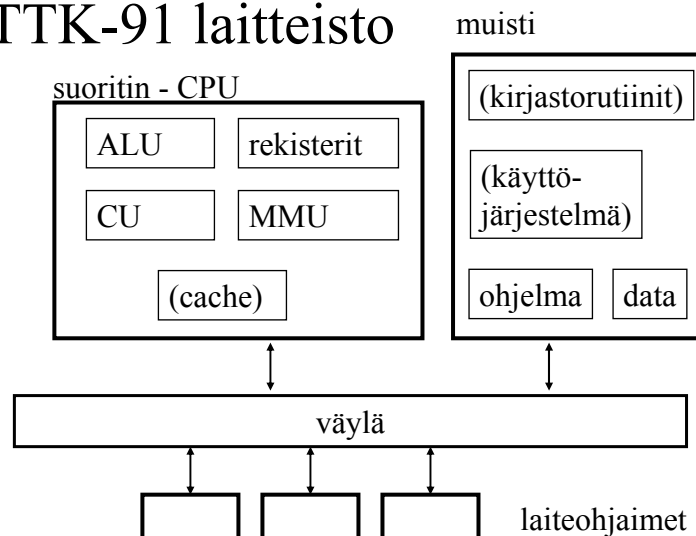 TTK-91 laitteisto
muisti
suoritin - CPU
ALU
rekisterit
CU
MMU
(cache)
(kirjastorutiinit)
(käyttö-
järjestelmä)
ohjelma
data
väylä
laiteohjaimet